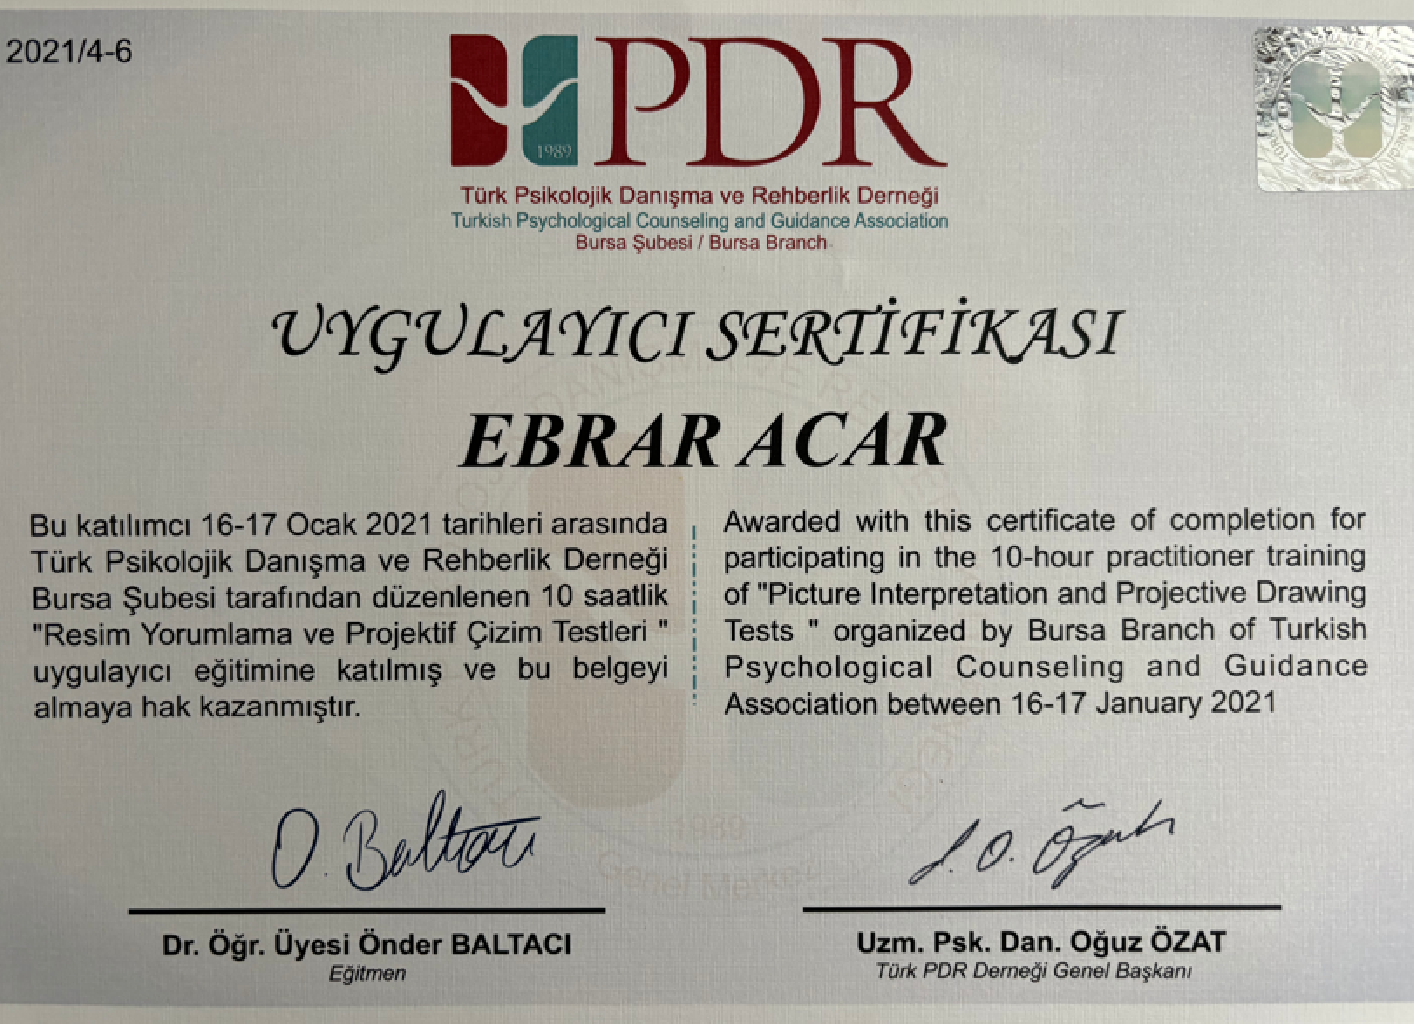 2021/4-6
1989
PDR
Türk Psikolojik Danışma ve Rehberlik Derneği
Turkish Psychological Counseling and Guidance Association
Bursa Şubesi / Bursa Branch
UYGULAYICI SERTİFİKASI
EBRAR ACAR
Bu katılımcı 16-17 Ocak 2021 tarihleri arasında
Türk Psikolojik Danışma ve Rehberlik Derneği
Bursa Şubesi tarafından düzenlenen 10 saatlik
"Resim Yorumlama ve Projektif Çizim Testleri "
uygulayıcı eğitimine katılmış ve bu belgeyi
almaya hak kazanmıştır.
Awarded with this certificate of completion for
participating in the 10-hour practitioner training
of "Picture Interpretation and Projective Drawing
Tests " organized by Bursa Branch of Turkish
Psychological Counseling and Guidance
Association between 16-17 January 2021
1989
Genel Merkez
O. Baltacı
Dr. Öğr. Üyesi Önder BALTACI
Eğitmen
O. Özat
Uzm. Psk. Dan. Oğuz ÖZAT
Türk PDR Derneği Genel Başkanı